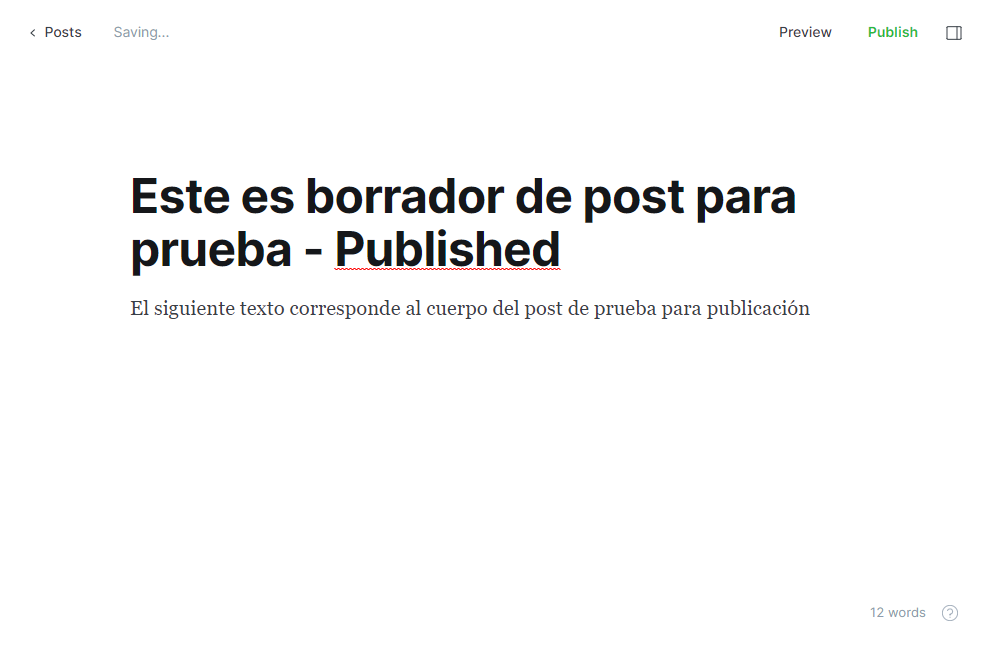 Posts
Saving...
Preview
Publish
Este es borrador de post para
prueba - Published
El siguiente texto corresponde al cuerpo del post de prueba para publicación
12 words
?